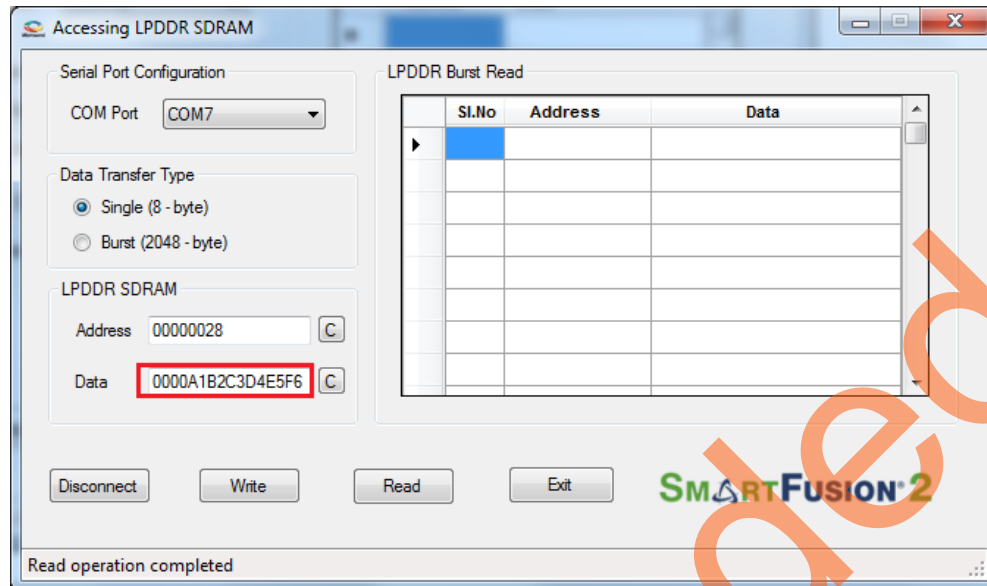 Accessing LPDDR SDRAM
Serial Port Configuration
COM Port COM7
Data Transfer Type
Single (8 - byte)
Burst (2048 - byte)
LPDDR SDRAM
Address 00000028 C
Data 0000A1B2C3D4E5F6 C
LPDDR Burst Read
Sl.No Address Data
Disconnect Write Read Exit
SMARTFUSION® 2
Read operation completed
ded